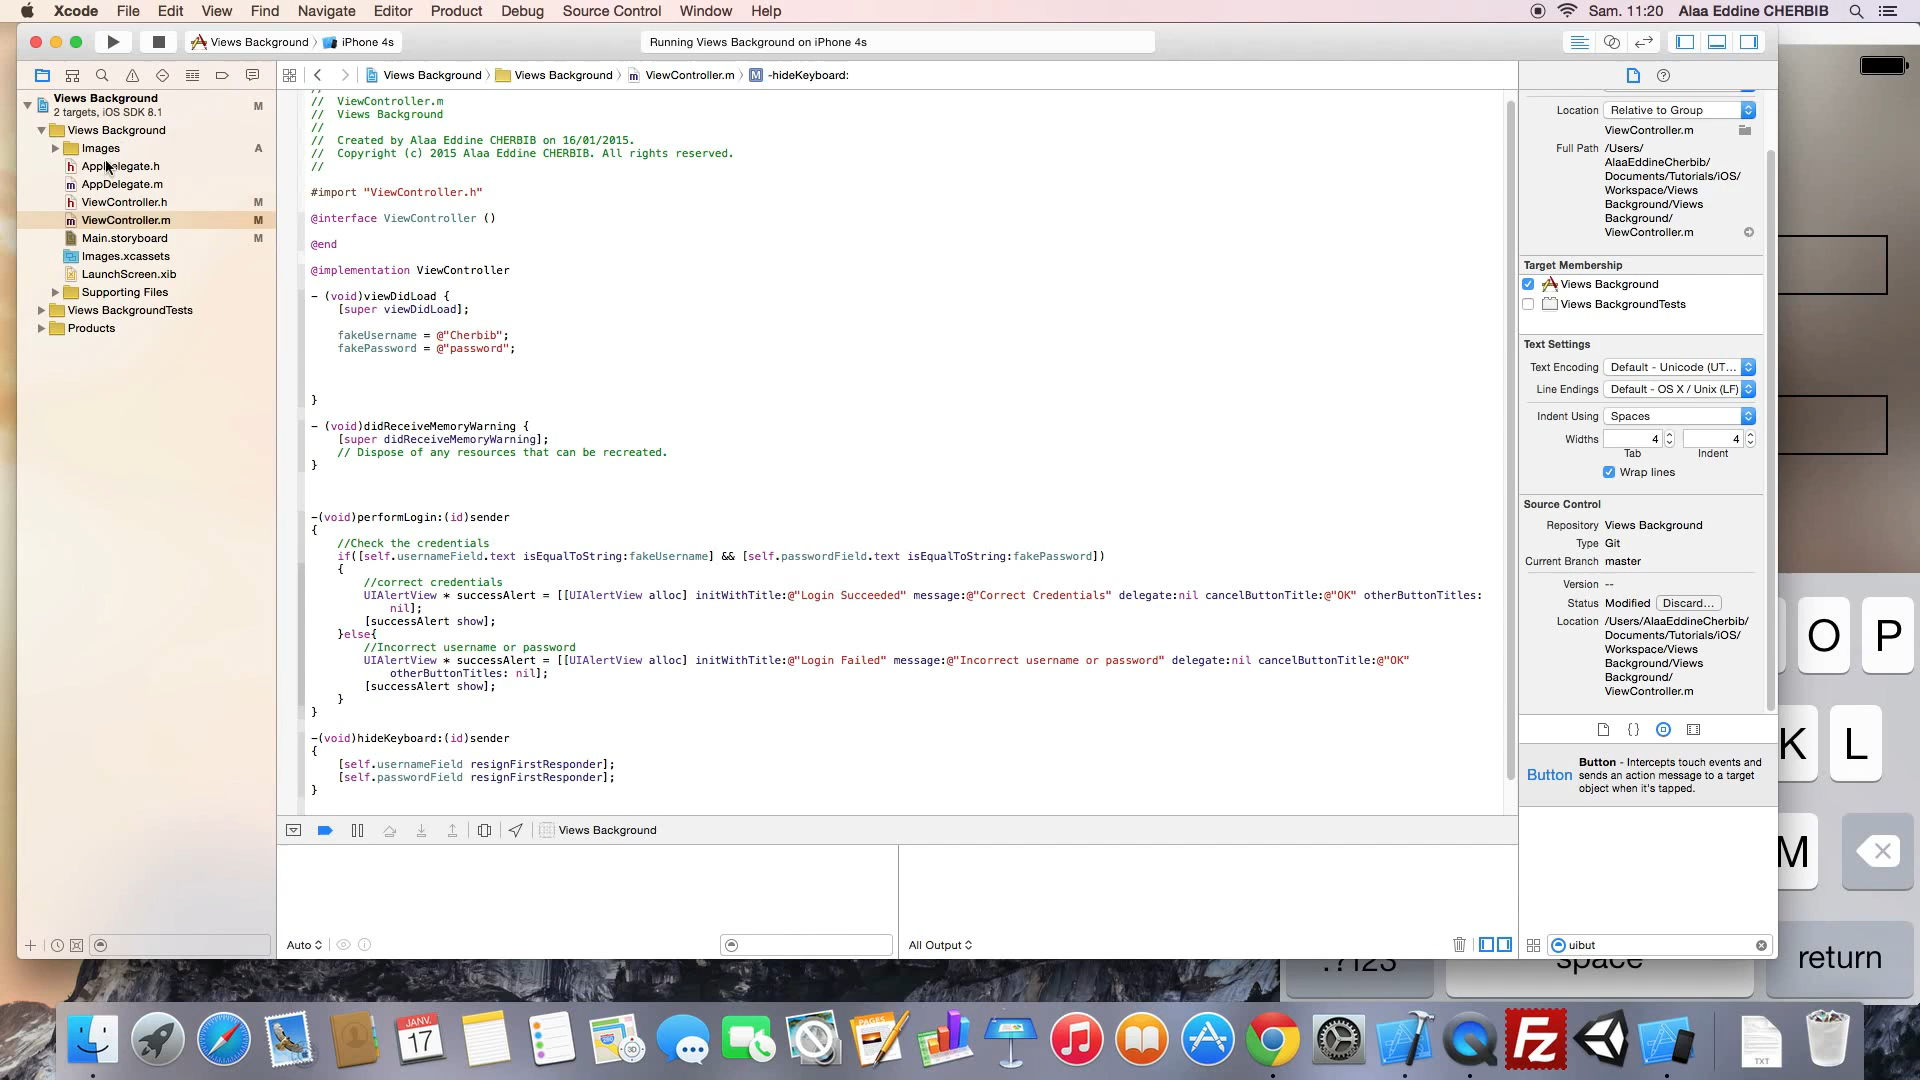 Xcode File Edit View Find Navigate Editor Product Debug Source Control Window Help Sam. 11:20 Alaa Eddine CHERBIB
Views Background iPhone 4s
Running Views Background on iPhone 4s
Views Background Views Background ViewController.m -hideKeyboard:
Views Background M
2 targets, iOS SDK 8.1
Views Background
Images A
AppDelegate.h
AppDelegate.m
ViewController.h M
ViewController.m M
Main.storyboard M
Images.xcassets
LaunchScreen.xib
Supporting Files
Views BackgroundTests
Products
//
// ViewController.m
// Views Background
//
// Created by Alaa Eddine CHERBIB on 16/01/2015.
// Copyright (c) 2015 Alaa Eddine CHERBIB. All rights reserved.
//
#import "ViewController.h"
@interface ViewController ()
@end
@implementation ViewController
- (void)viewDidLoad {
[super viewDidLoad];
fakeUsername = @"Cherbib";
fakePassword = @"password";
}
- (void)didReceiveMemoryWarning {
[super didReceiveMemoryWarning];
// Dispose of any resources that can be recreated.
}
-(void)performLogin:(id)sender
{
//Check the credentials
if([self.usernameField.text isEqualToString:fakeUsername] && [self.passwordField.text isEqualToString:fakePassword])
{
//correct credentials
UIAlertView * successAlert = [[UIAlertView alloc] initWithTitle:@"Login Succeeded" message:@"Correct Credentials" delegate:nil cancelButtonTitle:@"OK" otherButtonTitles:
nil];
[successAlert show];
}else{
//Incorrect username or password
UIAlertView * successAlert = [[UIAlertView alloc] initWithTitle:@"Login Failed" message:@"Incorrect username or password" delegate:nil cancelButtonTitle:@"OK"
otherButtonTitles: nil];
[successAlert show];
}
}
-(void)hideKeyboard:(id)sender
{
[self.usernameField resignFirstResponder];
[self.passwordField resignFirstResponder];
}
Views Background
Auto
All Output
Location Relative to Group
ViewController.m
Full Path /Users/
AlaaEddineCherbib/
Documents/Tutorials/iOS/
Workspace/Views
Background/Views
Background/
ViewController.m
Target Membership
Views Background
Views BackgroundTests
Text Settings
Text Encoding Default - Unicode (UT...
Line Endings Default - OS X / Unix (LF)
Indent Using Spaces
Widths 4 4
Tab Indent
Wrap lines
Source Control
Repository Views Background
Type Git
Current Branch master
Version --
Status Modified Discard...
Location /Users/AlaaEddineCherbib/
Documents/Tutorials/iOS/
Workspace/Views
Background/Views
Background/
ViewController.m
Button Button - Intercepts touch events and
sends an action message to a target
object when it's tapped.
uibut
O P
K L
M
.?123 space return
JANV.
17
3D
PAGES
Fz
TXT